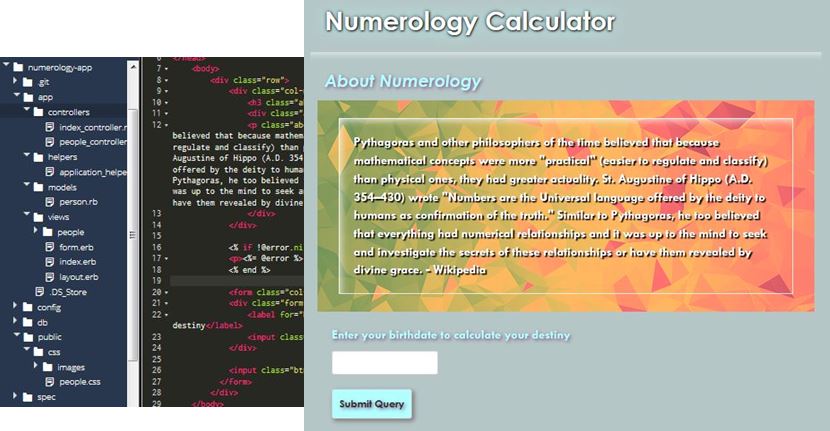 numerology-app
.git
app
controllers
index_controller.r
people_controller
helpers
application_helpe
models
person.rb
views
people
form.erb
index.erb
layout.erb
.DS_Store
config
db
public
css
images
people.css
spec
6 </head>
7 <body>
8 <div class="row">
9 <div class="col-
10 <h3 class="a
11 <div class="
12 <p class="ab
believed that because mathema
regulate and classify) than p
Augustine of Hippo (A.D. 354
offered by the deity to human
Pythagoras, he too believed
was up to the mind to seek a
have them revealed by divine
13 </div>
14 </div>
15
16 <% if !@error.ni
17 <p><%= @error %>
18 <% end %>
19
20 <form class="col
21 <div class="form
22 <label for="
destiny</label>
23 <input class
24 </div>
25
26 <input class="bt
27 </form>
28 </div>
29 </body>
Numerology Calculator
About Numerology
Pythagoras and other philosophers of the time believed that because
mathematical concepts were more "practical" (easier to regulate and classify)
than physical ones, they had greater actuality. St. Augustine of Hippo (A.D.
354–430) wrote "Numbers are the Universal language offered by the deity to
humans as confirmation of the truth." Similar to Pythagoras, he too believed
that everything had numerical relationships and it was up to the mind to seek
and investigate the secrets of these relationships or have them revealed by
divine grace. - Wikipedia
Enter your birthdate to calculate your destiny
Submit Query